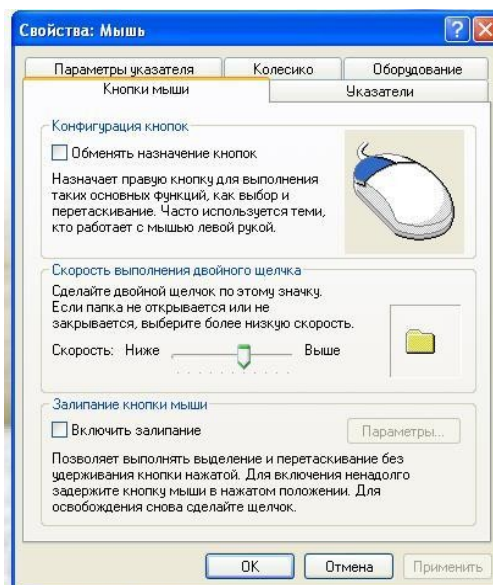 Свойства: Мышь
Параметры указателя
Колесико
Оборудование
Кнопки мыши
Указатели
Конфигурация кнопок
Обменять назначение кнопок
Назначает правую кнопку для выполнения
таких основных функций, как выбор и
перетаскивание. Часто используется теми,
кто работает с мышью левой рукой.
Скорость выполнения двойного щелчка
Сделайте двойной щелчок по этому значку.
Если папка не открывается или не
закрывается, выберите более низкую скорость.
Скорость: Ниже Выше
Залипание кнопки мыши
Включить залипание
Параметры...
Позволяет выполнять выделение и перетаскивание без
удерживания кнопки нажатой. Для включения ненадолго
задержите кнопку мыши в нажатом положении. Для
освобождения снова сделайте щелчок.
OK
Отмена
Применить